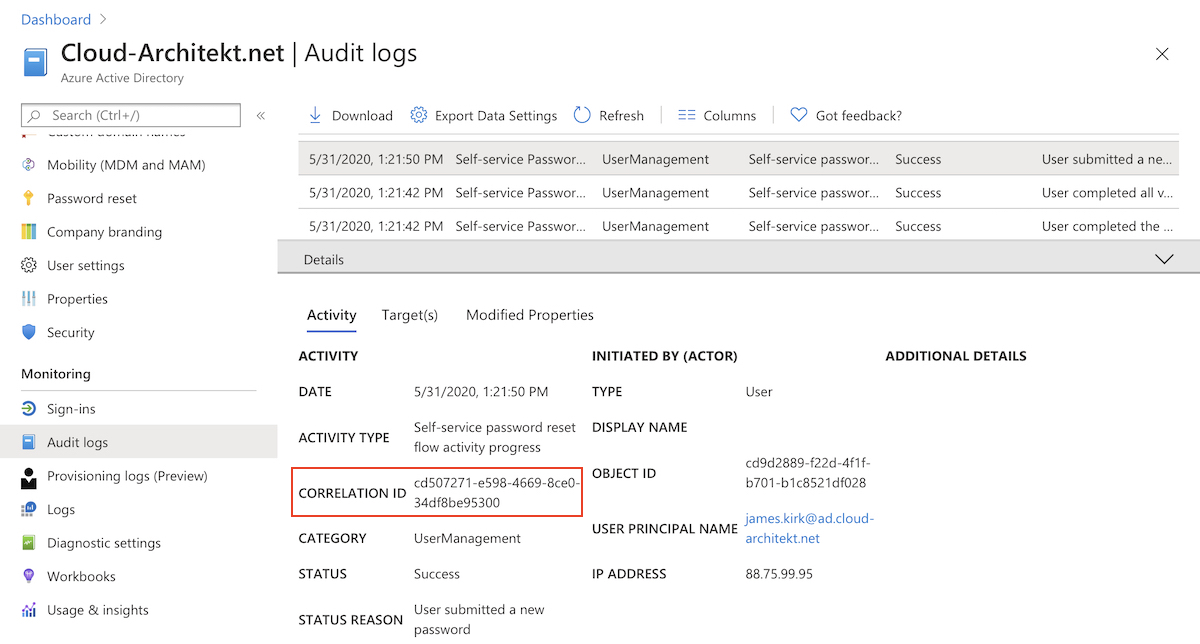 Dashboard
Cloud-Architekt.net | Audit logs
Azure Active Directory
Search (Ctrl+/)
«
Download
Export Data Settings
Refresh
Columns
Got feedback?
Custom domain names
Mobility (MDM and MAM)
Password reset
Company branding
User settings
Properties
Security
Monitoring
Sign-ins
Audit logs
Provisioning logs (Preview)
Logs
Diagnostic settings
Workbooks
Usage & insights
5/31/2020, 1:21:50 PM Self-service Passwor... UserManagement Self-service passwor... Success User submitted a ne...
5/31/2020, 1:21:42 PM Self-service Passwor... UserManagement Self-service passwor... Success User completed all v...
5/31/2020, 1:21:42 PM Self-service Passwor... UserManagement Self-service passwor... Success User completed the ...
Details
Activity Target(s) Modified Properties
ACTIVITY
DATE 5/31/2020, 1:21:50 PM
ACTIVITY TYPE Self-service password reset
flow activity progress
CORRELATION ID cd507271-e598-4669-8ce0-
34df8be95300
CATEGORY UserManagement
STATUS Success
STATUS REASON User submitted a new
password
INITIATED BY (ACTOR)
TYPE User
DISPLAY NAME
OBJECT ID cd9d2889-f22d-4f1f-
b701-b1c8521df028
USER PRINCIPAL NAME james.kirk@ad.cloud-
architekt.net
IP ADDRESS 88.75.99.95
ADDITIONAL DETAILS